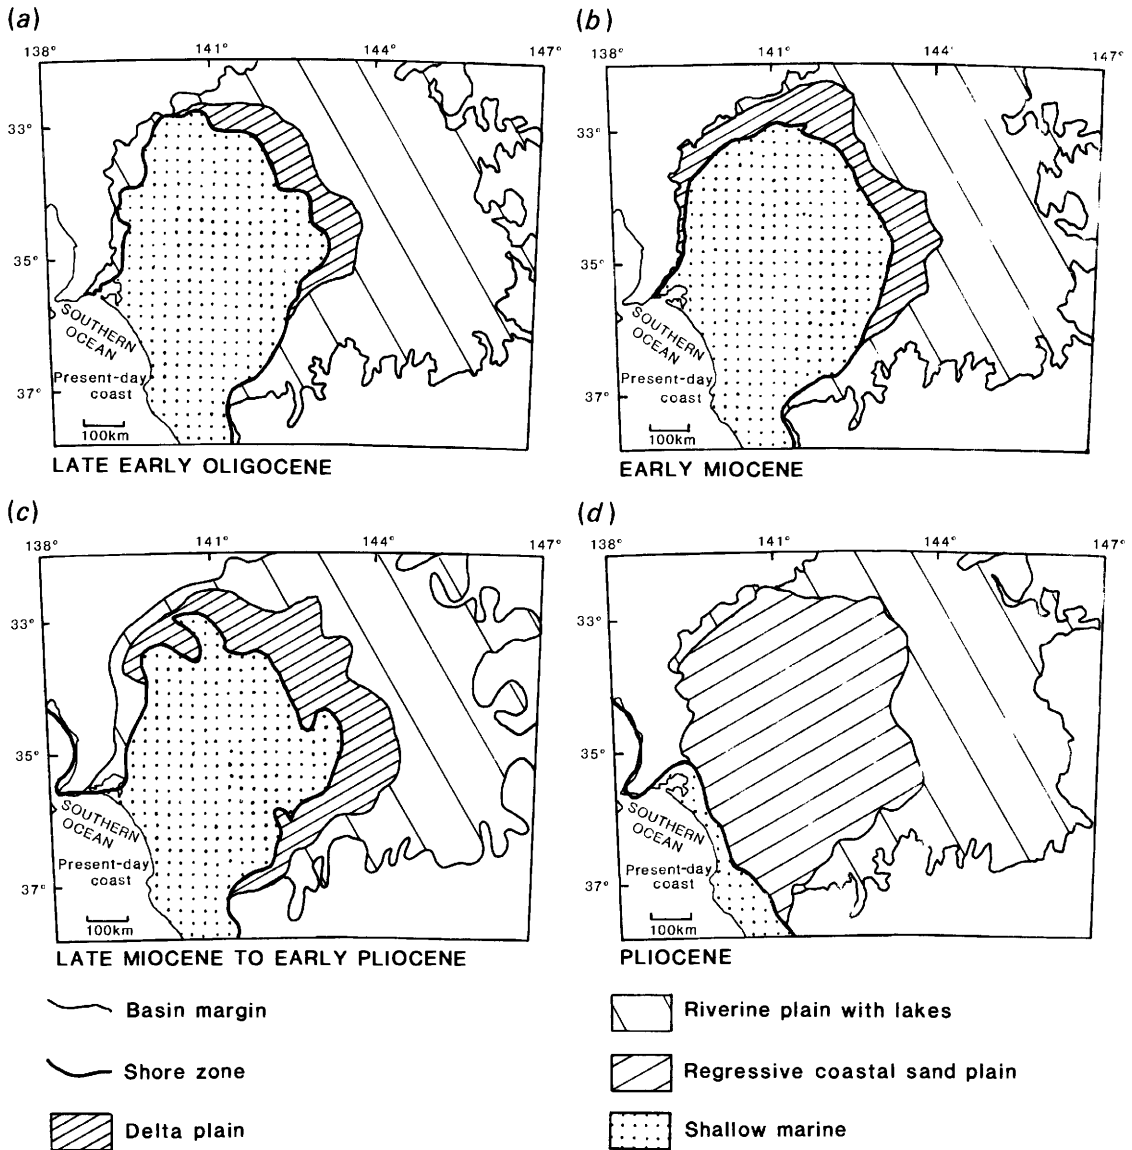 (a)
138° 141° 144° 147°
33°
35°
37°
SOUTHERN
OCEAN
Present-day
coast
100km
LATE EARLY OLIGOCENE
(b)
138° 141° 144° 147°
33°
35°
37°
SOUTHERN
OCEAN
Present-day
coast
100km
EARLY MIOCENE
(c)
138° 141° 144° 147°
33°
35°
37°
SOUTHERN
OCEAN
Present-day
coast
100km
LATE MIOCENE TO EARLY PLIOCENE
(d)
138° 141° 144° 147°
33°
35°
37°
SOUTHERN
OCEAN
Present-day
coast
100km
PLIOCENE
Basin margin
Shore zone
Delta plain
Riverine plain with lakes
Regressive coastal sand plain
Shallow marine